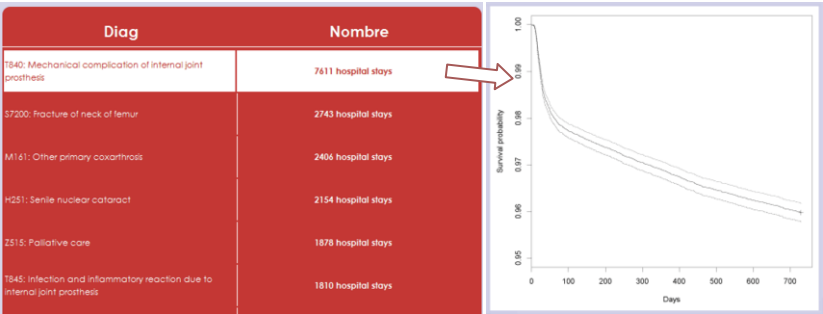 Diag Nombre
T840: Mechanical complication of internal joint
prosthesis
7611 hospital stays
S7200: Fracture of neck of femur 2743 hospital stays
M161: Other primary coxarthrosis 2406 hospital stays
H251: Senile nuclear cataract 2154 hospital stays
Z515: Palliative care 1878 hospital stays
T845: Infection and inflammatory reaction due to
internal joint prosthesis
1810 hospital stays
Survival probability
1.00
0.99
0.98
0.97
0.96
0.95
0 100 200 300 400 500 600 700
Days